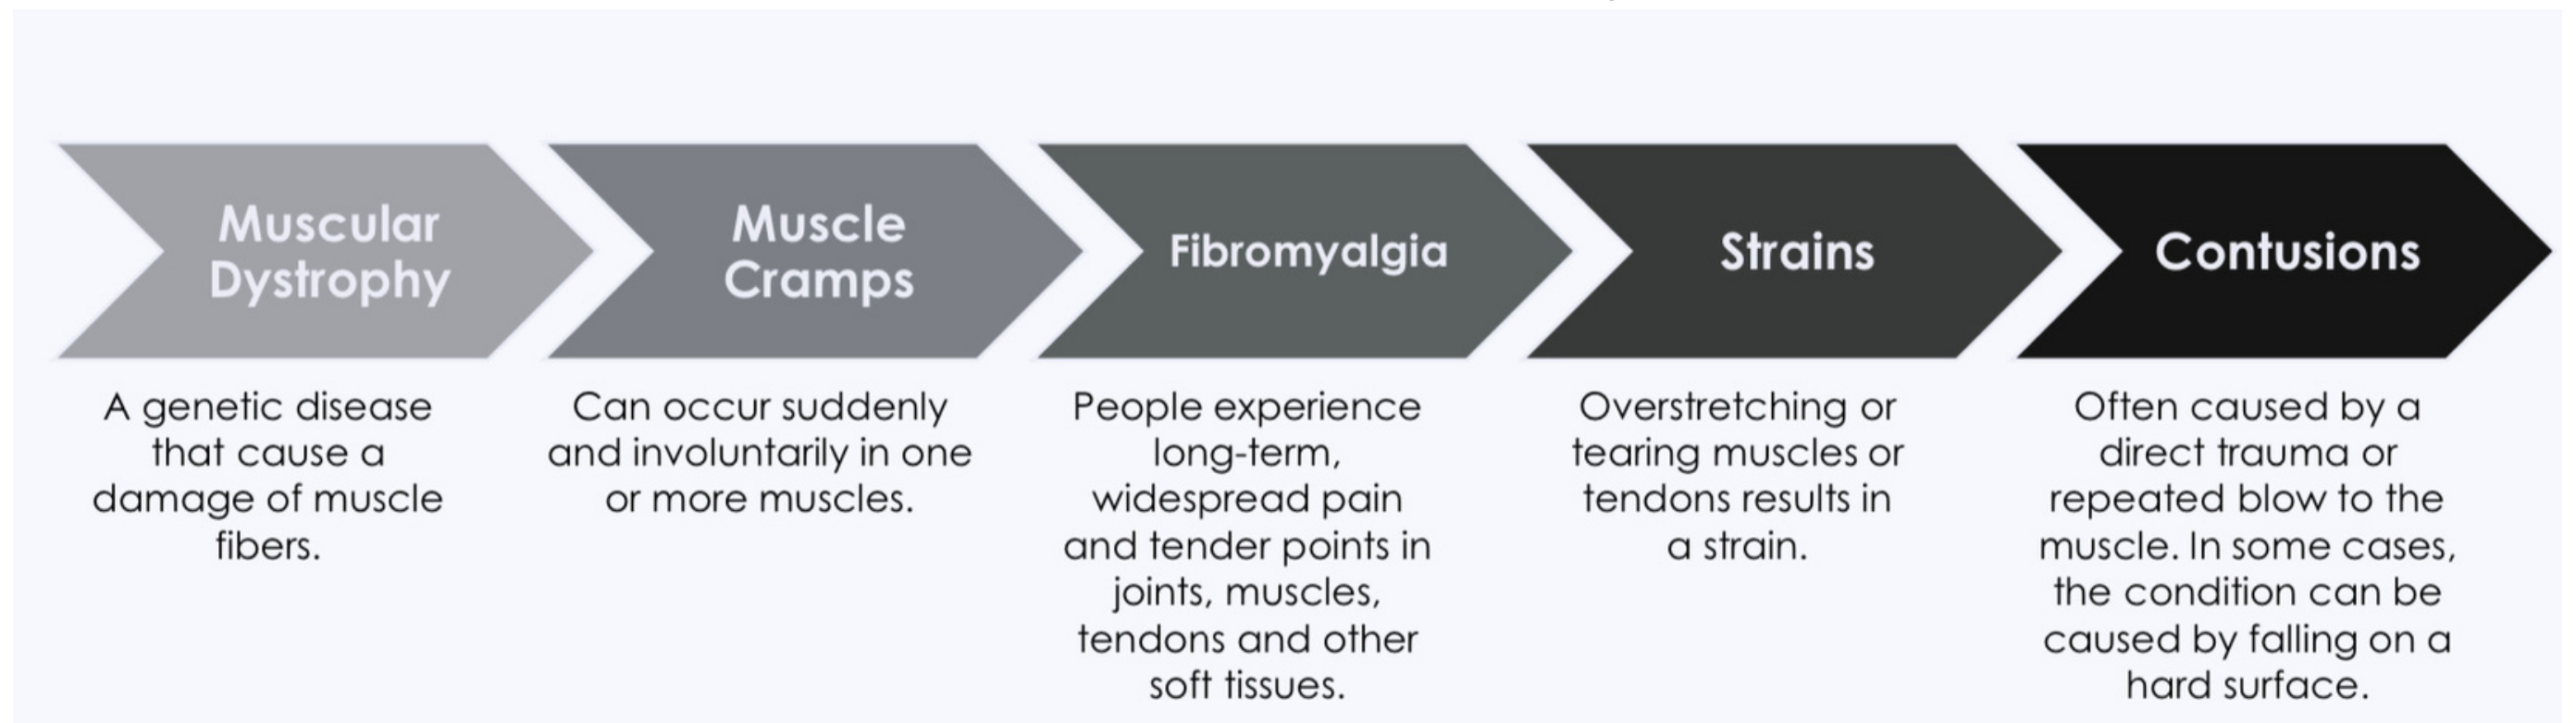 Muscular
Dystrophy
A genetic disease
that cause a
damage of muscle
fibers.
Muscle
Cramps
Can occur suddenly
and involuntarily in one
or more muscles.
Fibromyalgia
People experience
long-term,
widespread pain
and tender points in
joints, muscles,
tendons and other
soft tissues.
Strains
Overstretching or
tearing muscles or
tendons results in
a strain.
Contusions
Often caused by a
direct trauma or
repeated blow to the
muscle. In some cases,
the condition can be
caused by falling on a
hard surface.